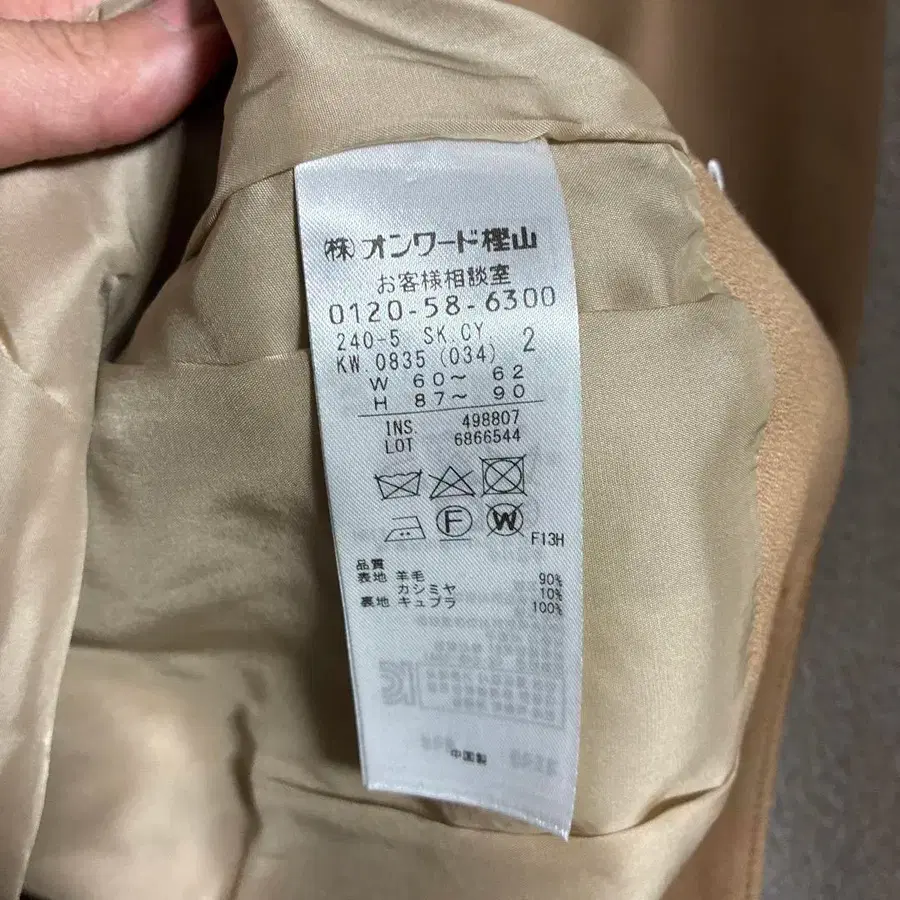 ㈱オンワード樫山
お客様相談室
0120-58-6300
240-5 SK.CY
KW.0835 (034) 2
W 60～ 62
H 87～ 90
INS. 498807
LOT 6866544
F
W
F13H
品質
表地 羊毛 90%
カシミヤ 10%
裏地 キュプラ 100%
中国製